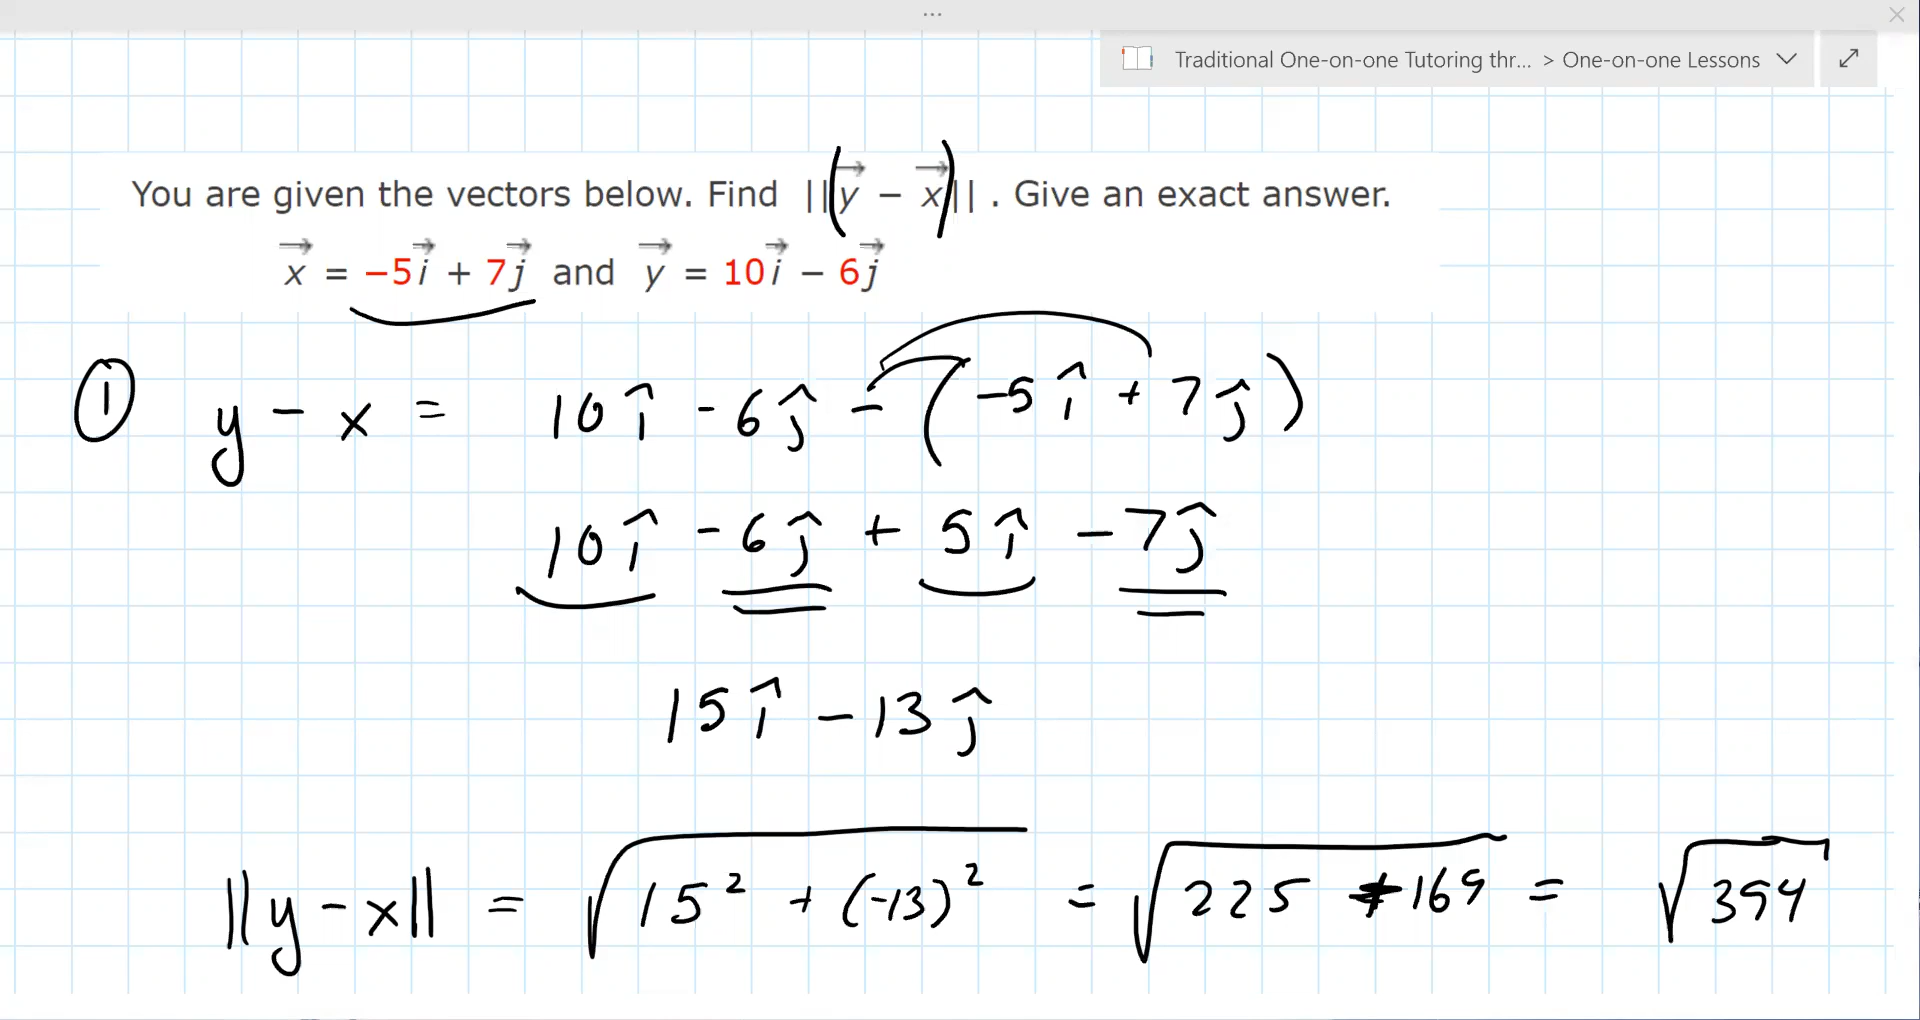 ...
Traditional One-on-one Tutoring thr... > One-on-one Lessons
You are given the vectors below. Find ||(y⃗ − x⃗)|| . Give an exact answer.
x⃗ = −5i⃗ + 7j⃗ and y⃗ = 10i⃗ − 6j⃗
① y − x = 10î − 6ĵ − (−5î + 7ĵ)
10î − 6ĵ + 5î − 7ĵ
15î − 13ĵ
||y − x|| = √(15² + (−13)²) = √(225 + 169) = √394